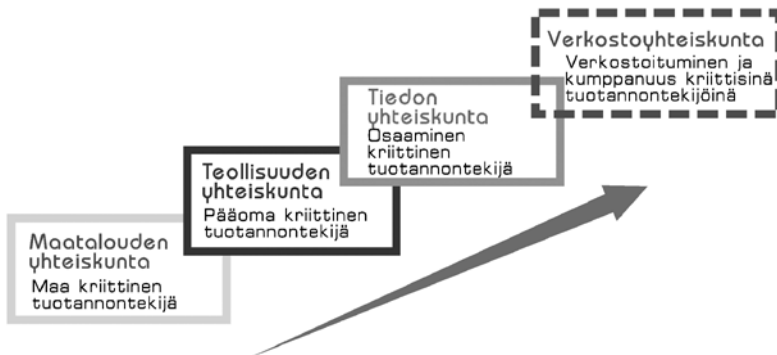 Verkostoyhteiskunta
Verkostoituminen ja
kumppanuus kriittisinä
tuotannontekijöinä
Tiedon
yhteiskunta
Osaaminen
kriittinen
tuotannontekijä
Teollisuuden
yhteiskunta
Pääoma kriittinen
tuotannontekijä
Maatalouden
yhteiskunta
Maa kriittinen
tuotannontekijä